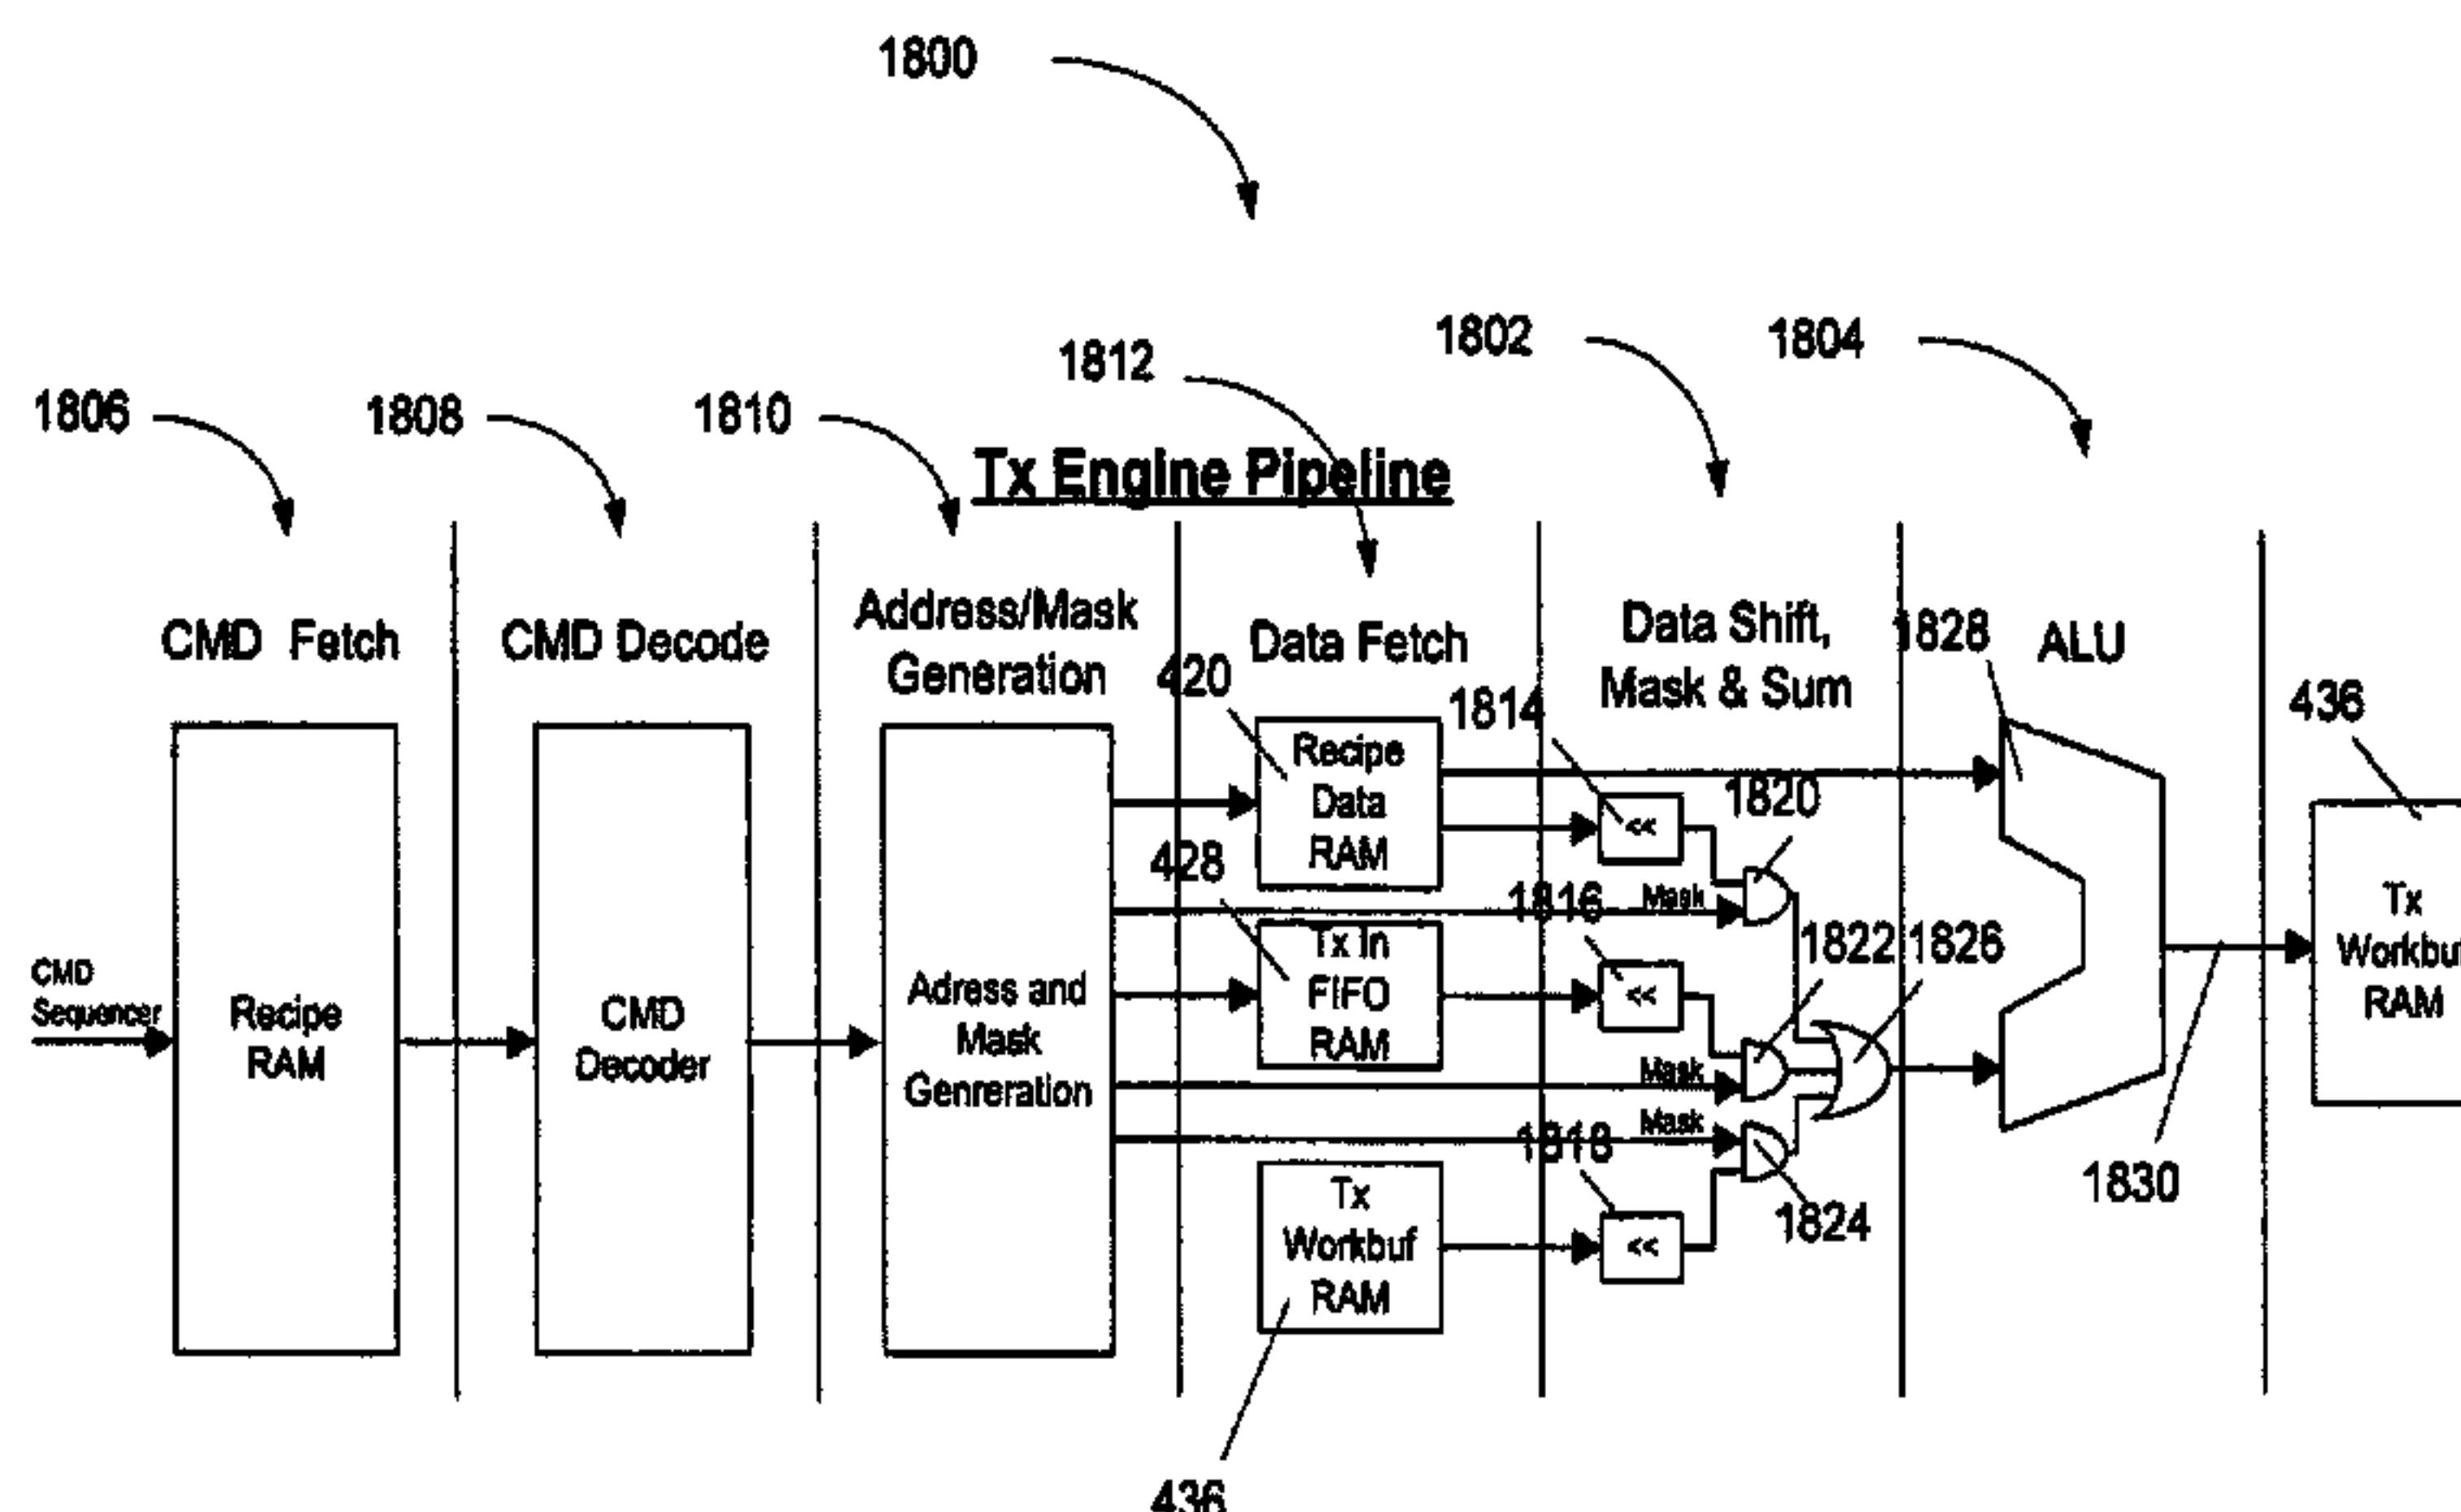 1800
1802
1804
1812
1806
1808
1810
Tx Engine Pipeline
CMD Fetch
CMD Decode
Address/Mask
Generation
Data Fetch
Data Shift,
Mask & Sum
ALU
1828
420
1814
436
CMD
Sequencer
Recipe
RAM
CMD
Decoder
Adress and
Mask
Genreration
Recipe
Data
RAM
<<
1820
428
1816
Mask
Tx In
FIFO
RAM
<<
1822
1826
Mask
Mask
1818
Tx
Workbuf
RAM
<<
1824
1830
Tx
Workbuf
RAM
436